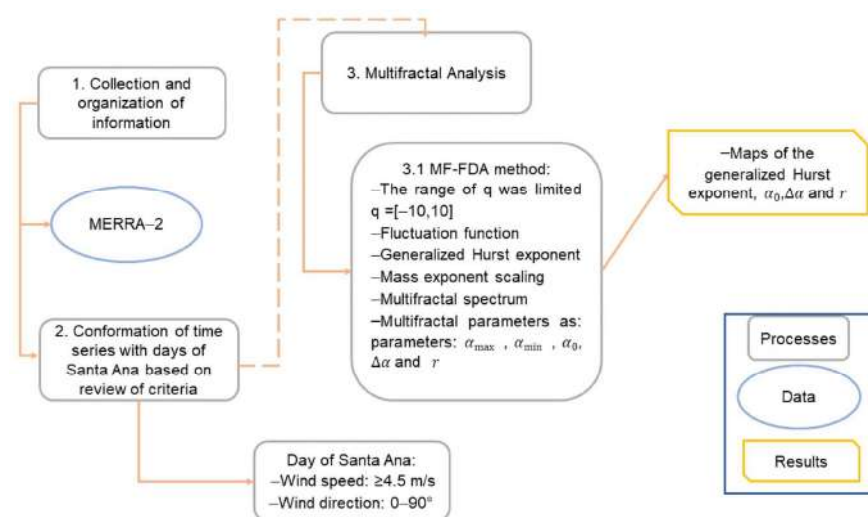 1. Collection and
organization of
information
MERRA–2
2. Conformation of time
series with days of
Santa Ana based on
review of criteria
Day of Santa Ana:
–Wind speed: ≥4.5 m/s
–Wind direction: 0–90°
3. Multifractal Analysis
3.1 MF-FDA method:
–The range of q was limited
q =[−10,10]
–Fluctuation function
–Generalized Hurst exponent
–Mass exponent scaling
–Multifractal spectrum
–Multifractal parameters as:
parameters: α_max , α_min , α_0,
Δα and r
–Maps of the
generalized Hurst
exponent, α_0,Δα and r
Processes
Data
Results